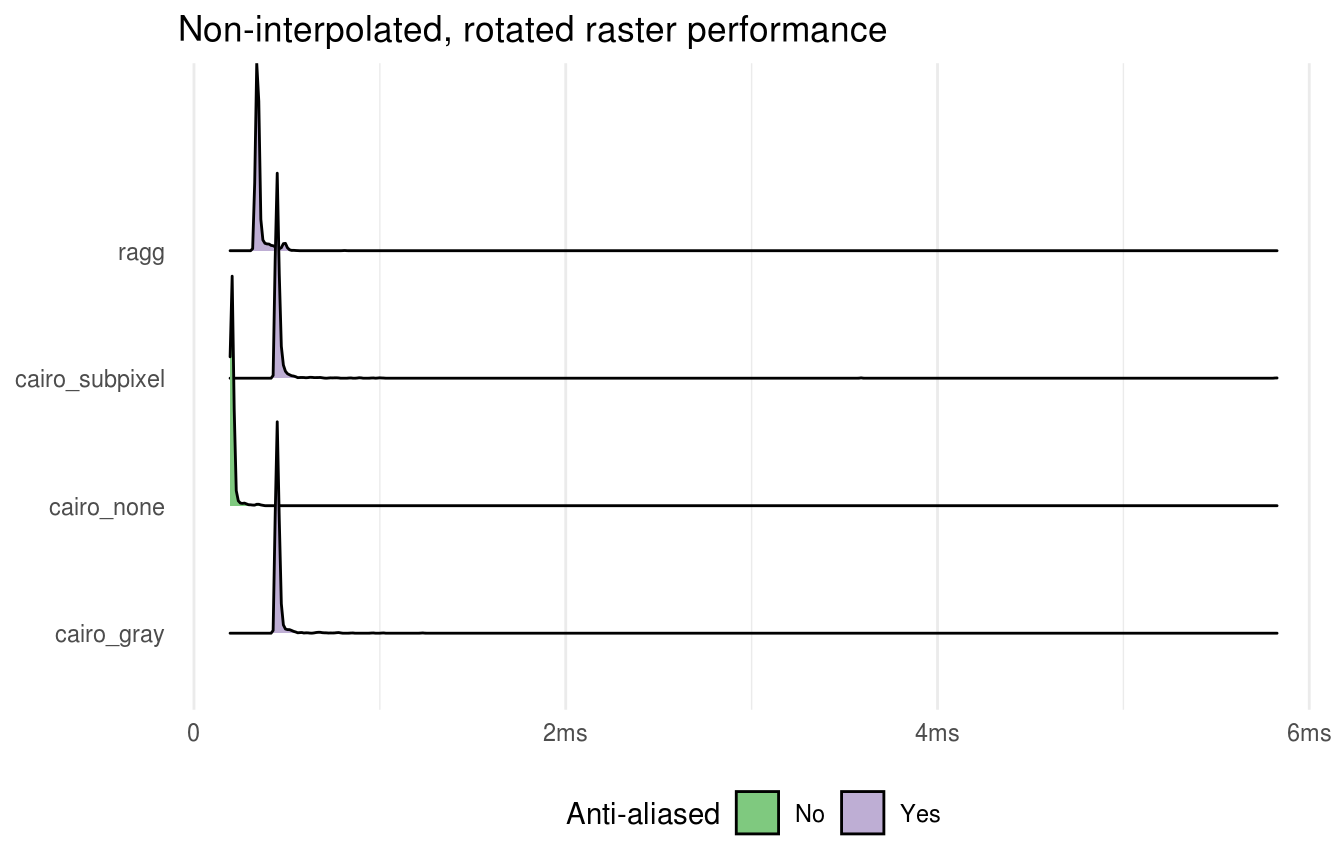 Non-interpolated, rotated raster performance
ragg
cairo_subpixel
cairo_none
cairo_gray
0 2ms 4ms 6ms
Anti-aliased No Yes